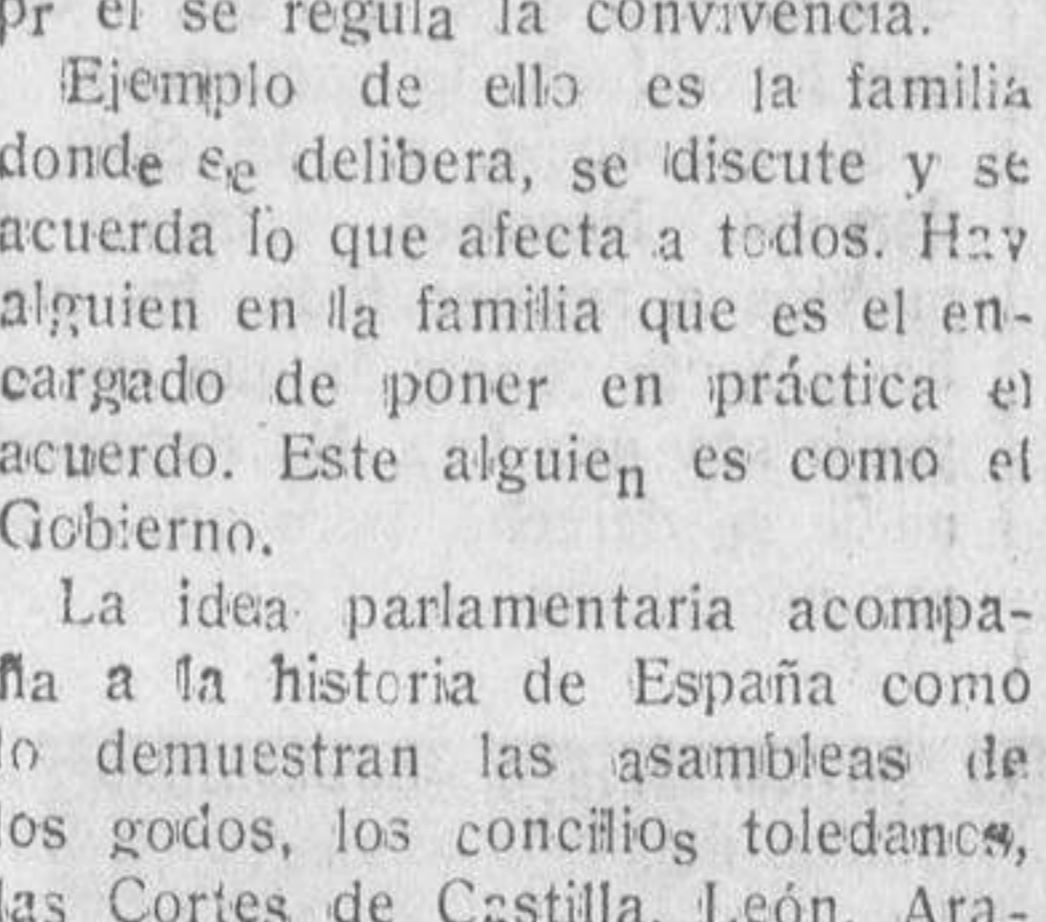 pr el se regula la convivencia.
Ejemplo de ello es la familia
donde se delibera, se discute y se
acuerda lo que afecta a todos. Hay
alguien en la familia que es el en-
cargado de poner en práctica el
acuerdo. Este alguien es como el
Gobierno.
La idea parlamentaria acompa-
ña a la historia de España como
lo demuestran las asambleas de
los godos, los concilios toledanos,
las Cortes de Castilla, León, Ara-